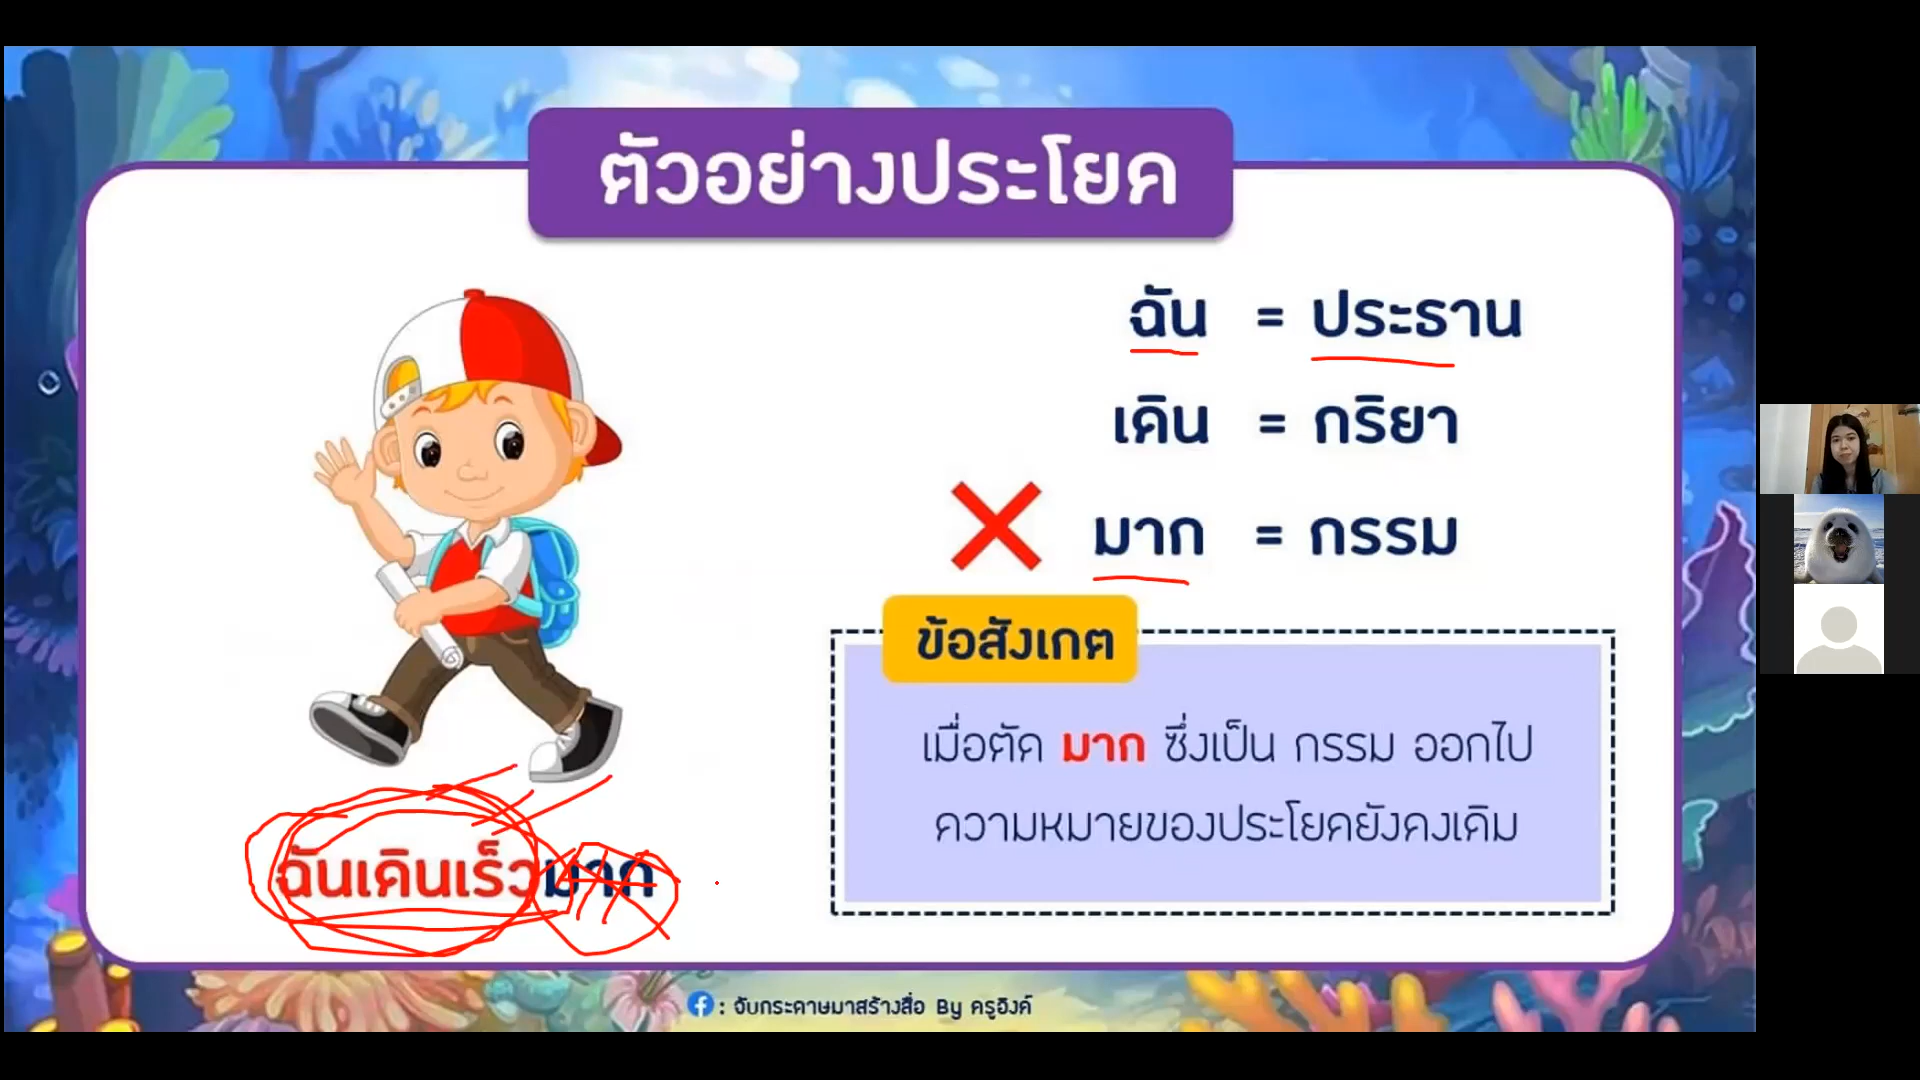 ตัวอย่างประโยค
ฉัน = ประธาน
เดิน = กริยา
มาก = กรรม
ข้อสังเกต
เมื่อตัด มาก ซึ่งเป็น กรรม ออกไป
ความหมายของประโยคยังคงเดิม
ฉันเดินเร็วมาก
: จับกระดาษมาสร้างสื่อ By ครูอิงค์